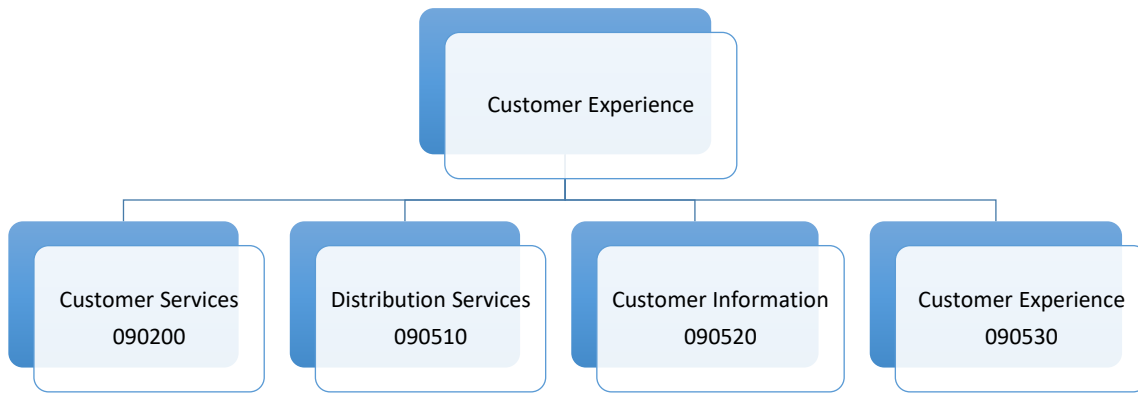 Customer Experience
Customer Services
090200
Distribution Services
090510
Customer Information
090520
Customer Experience
090530